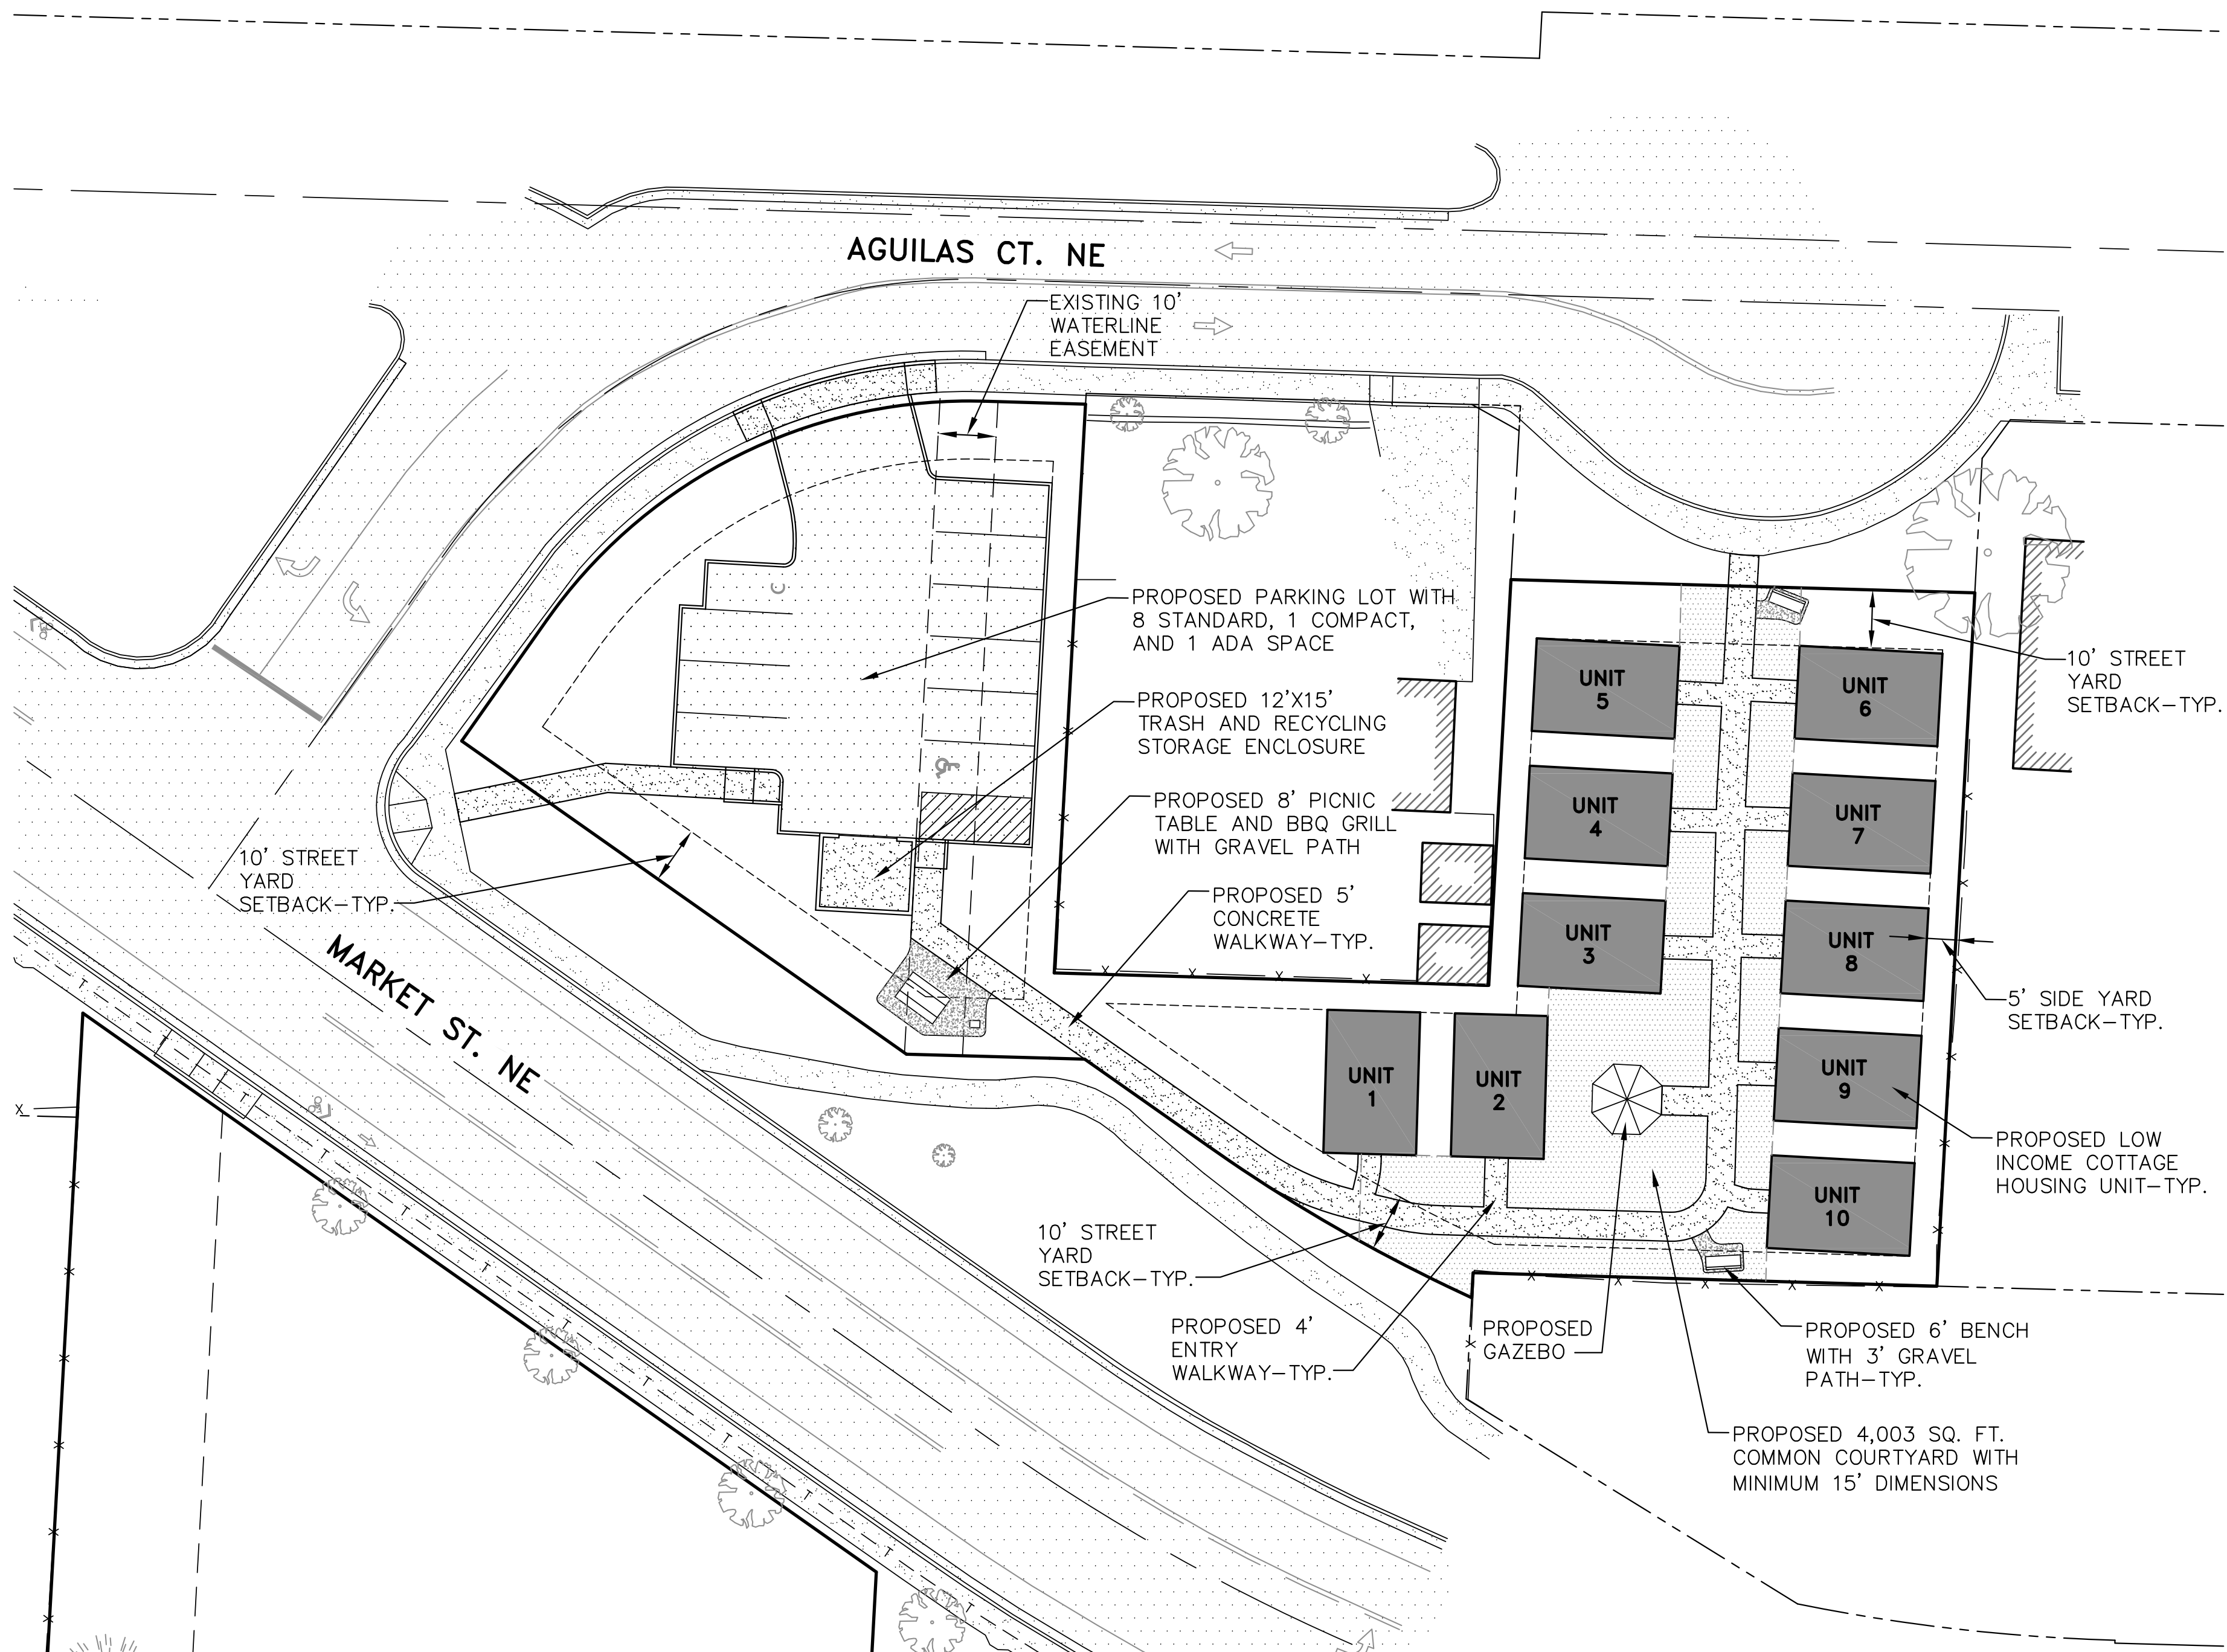 AGUILAS CT. NE
EXISTING 10'
WATERLINE
EASEMENT
C
PROPOSED PARKING LOT WITH
8 STANDARD, 1 COMPACT,
AND 1 ADA SPACE
PROPOSED 12'X15'
TRASH AND RECYCLING
STORAGE ENCLOSURE
PROPOSED 8' PICNIC
TABLE AND BBQ GRILL
WITH GRAVEL PATH
PROPOSED 5'
CONCRETE
WALKWAY-TYP.
10' STREET
YARD
SETBACK-TYP.
MARKET ST. NE
10' STREET
YARD
SETBACK-TYP.
UNIT
5
UNIT
6
UNIT
4
UNIT
7
UNIT
3
UNIT
8
5' SIDE YARD
SETBACK-TYP.
UNIT
1
UNIT
2
UNIT
9
UNIT
10
PROPOSED LOW
INCOME COTTAGE
HOUSING UNIT-TYP.
10' STREET
YARD
SETBACK-TYP.
PROPOSED 4'
ENTRY
WALKWAY-TYP.
PROPOSED
GAZEBO
PROPOSED 6' BENCH
WITH 3' GRAVEL
PATH-TYP.
PROPOSED 4,003 SQ. FT.
COMMON COURTYARD WITH
MINIMUM 15' DIMENSIONS